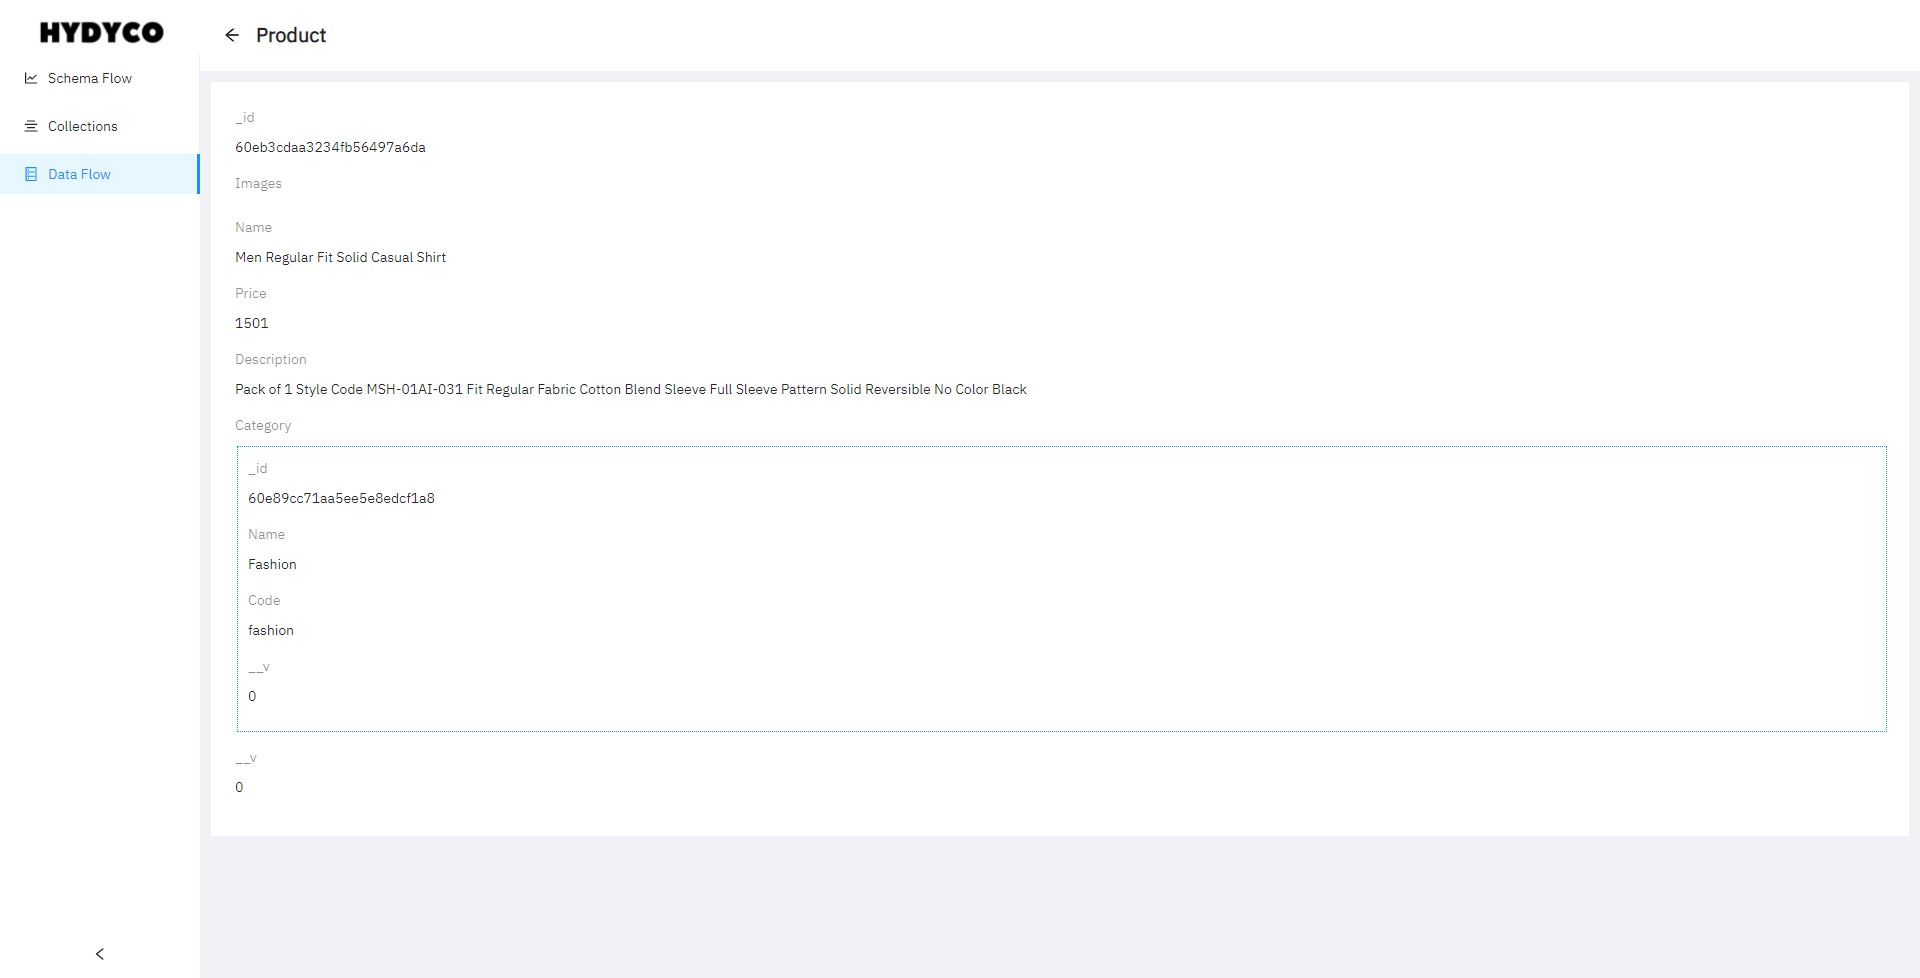 HYDYCO
Schema Flow
Collections
Data Flow
Product
_id
60eb3cdaa3234fb56497a6da
Images
Name
Men Regular Fit Solid Casual Shirt
Price
1501
Description
Pack of 1 Style Code MSH-01AI-031 Fit Regular Fabric Cotton Blend Sleeve Full Sleeve Pattern Solid Reversible No Color Black
Category
_id
60e89cc71aa5ee5e8edcf1a8
Name
Fashion
Code
fashion
__v
0
__v
0